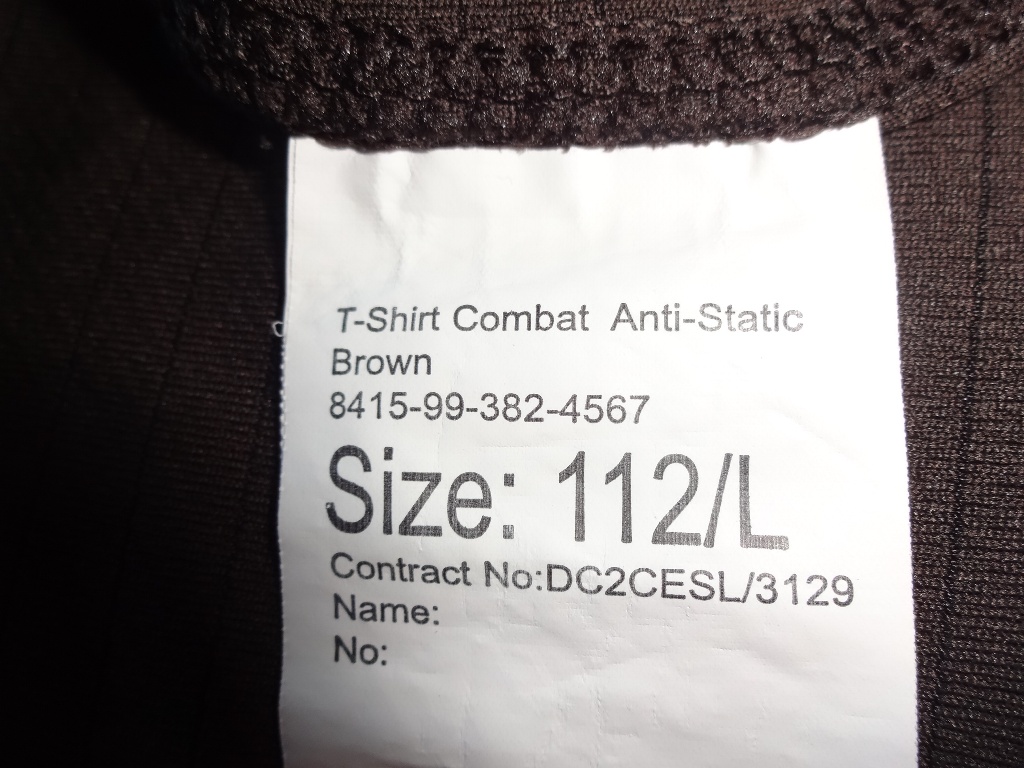 T-Shirt Combat Anti-Static
Brown
8415-99-382-4567
Size: 112/L
Contract No:DC2CESL/3129
Name:
No: